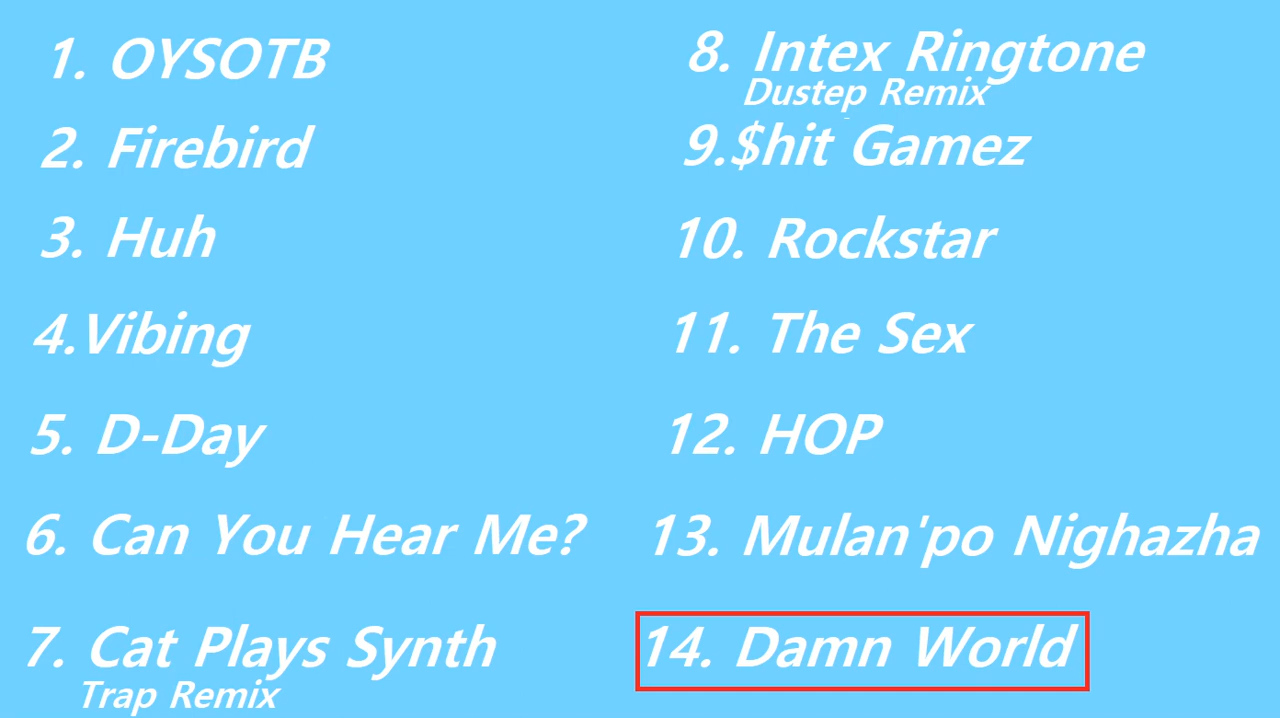 1. OYSOTB
2. Firebird
3. Huh
4.Vibing
5. D-Day
6. Can You Hear Me?
7. Cat Plays Synth
Trap Remix
8. Intex Ringtone
Dustep Remix
9.$hit Gamez
10. Rockstar
11. The Sex
12. HOP
13. Mulan'po Nighazha
14. Damn World